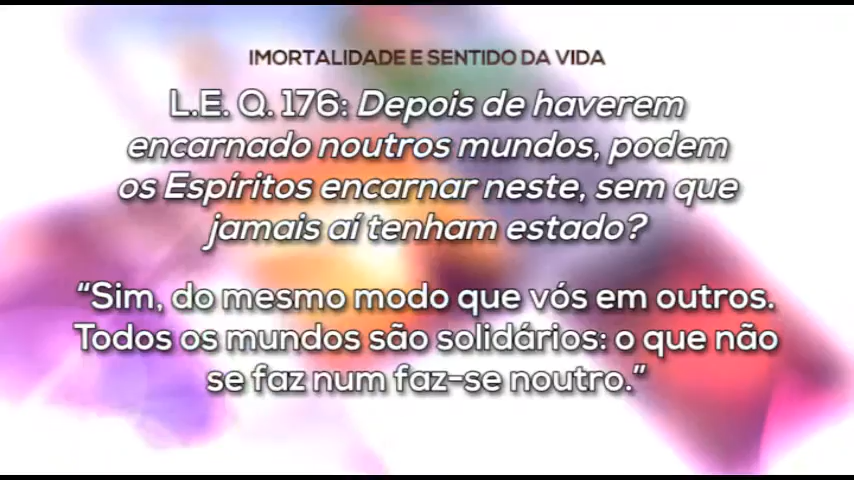 IMORTALIDADE E SENTIDO DA VIDA
L.E. Q. 176: Depois de haverem
encarnado noutros mundos, podem
os Espíritos encarnar neste, sem que
jamais aí tenham estado?
“Sim, do mesmo modo que vós em outros.
Todos os mundos são solidários: o que não
se faz num faz-se noutro.”